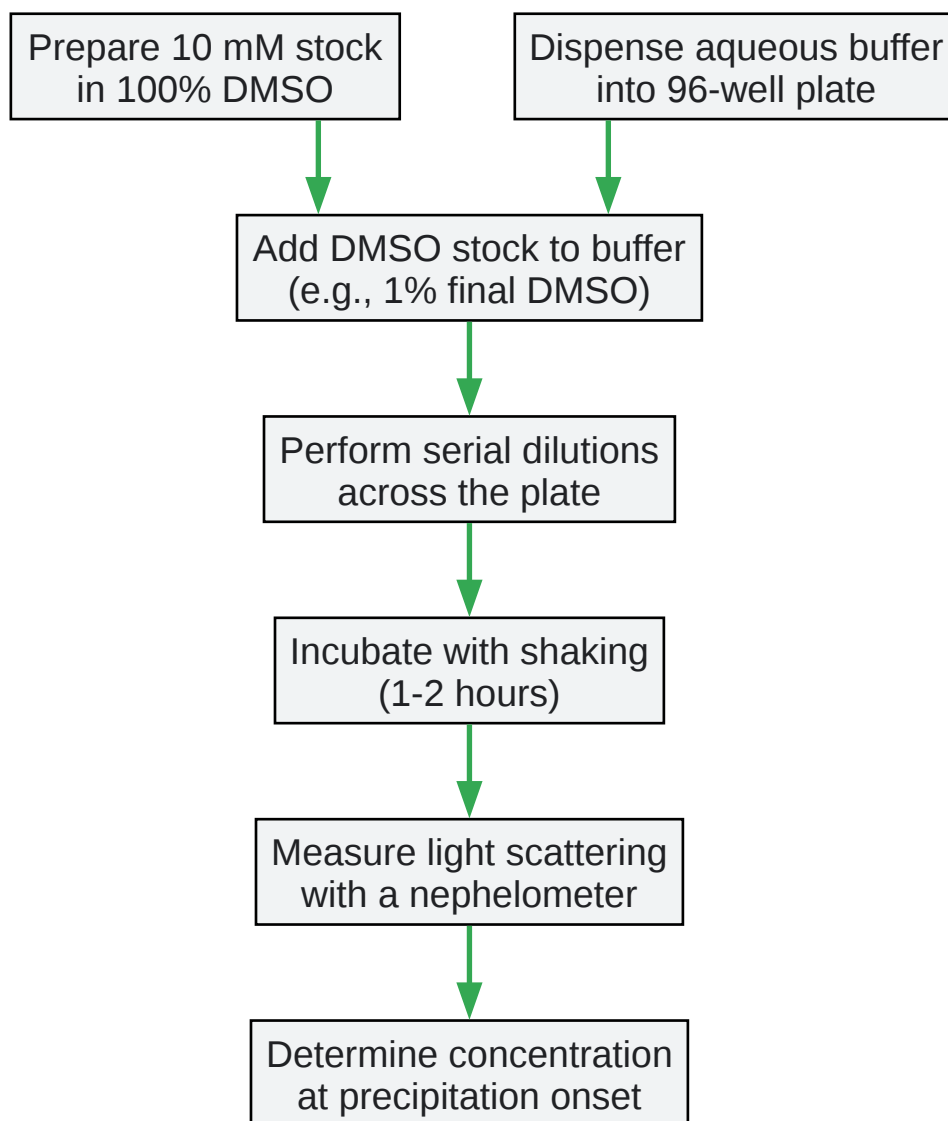 Prepare 10 mM stock
in 100% DMSO
Dispense aqueous buffer
into 96-well plate
Add DMSO stock to buffer
(e.g., 1% final DMSO)
Perform serial dilutions
across the plate
Incubate with shaking
(1-2 hours)
Measure light scattering
with a nephelometer
Determine concentration
at precipitation onset